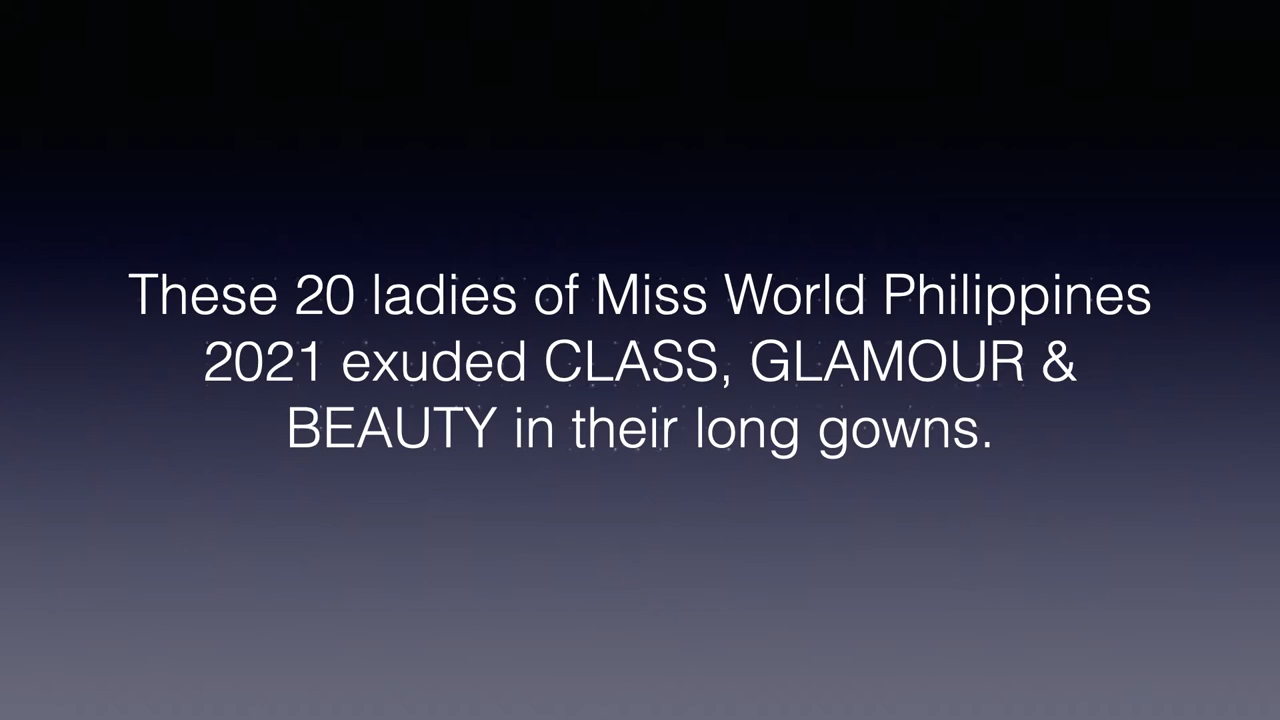 These 20 ladies of Miss World Philippines
2021 exuded CLASS, GLAMOUR &
BEAUTY in their long gowns.